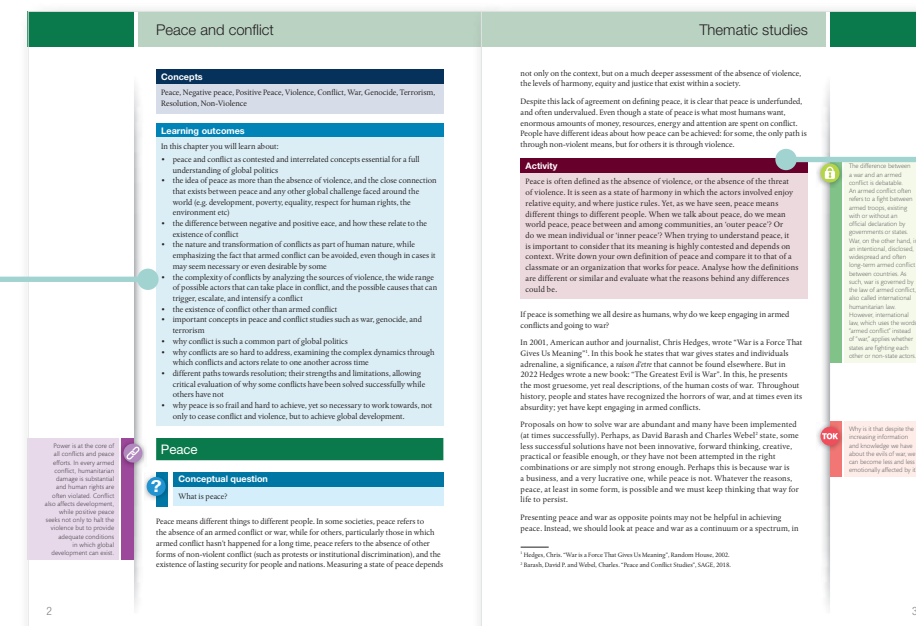 Peace and conflict
Concepts
Peace, Negative peace, Positive Peace, Violence, Conflict, War, Genocide, Terrorism,
Resolution, Non-Violence
Learning outcomes
In this chapter you will learn about:
• peace and conflict as contested and interrelated concepts essential for a full
understanding of global politics
• the idea of peace as more than the absence of violence, and the close connection
that exists between peace and any other global challenge faced around the
world (e.g. development, poverty, equality, respect for human rights, the
environment etc)
• the difference between negative and positive eace, and how these relate to the
existence of conflict
• the nature and transformation of conflicts as part of human nature, while
emphasizing the fact that armed conflict can be avoided, even though in cases it
may seem necessary or even desirable by some
• the complexity of conflicts by analyzing the sources of violence, the wide range
of possible actors that can take place in conflict, and the possible causes that can
trigger, escalate, and intensify a conflict
• the existence of conflict other than armed conflict
• important concepts in peace and conflict studies such as war, genocide, and
terrorism
• why conflict is such a common part of global politics
• why conflicts are so hard to address, examining the complex dynamics through
which conflicts and actors relate to one another across time
• different paths towards resolution; their strengths and limitations, allowing
critical evaluation of why some conflicts have been solved successfully while
others have not
• why peace is so frail and hard to achieve, yet so necessary to work towards, not
only to cease conflict and violence, but to achieve global development.
Power is at the core of
all conflicts and peace
efforts. In every armed
conflict, humanitarian
damage is substantial
and human rights are
often violated. Conflict
also affects development,
while positive peace
seeks not only to halt the
violence but to provide
adequate conditions
in which global
development can exist.
Peace
?
Conceptual question
What is peace?
Peace means different things to different people. In some societies, peace refers to
the absence of an armed conflict or war, while for others, particularly those in which
armed conflict hasn't happened for a long time, peace refers to the absence of other
forms of non-violent conflict (such as protests or institutional discrimination), and the
existence of lasting security for people and nations. Measuring a state of peace depends
2
Thematic studies
not only on the context, but on a much deeper assessment of the absence of violence,
the levels of harmony, equity and justice that exist within a society.
Despite this lack of agreement on defining peace, it is clear that peace is underfunded,
and often undervalued. Even though a state of peace is what most humans want,
enormous amounts of money, resources, energy and attention are spent on conflict.
People have different ideas about how peace can be achieved: for some, the only path is
through non-violent means, but for others it is through violence.
Activity
Peace is often defined as the absence of violence, or the absence of the threat
of violence. It is seen as a state of harmony in which the actors involved enjoy
relative equity, and where justice rules. Yet, as we have seen, peace means
different things to different people. When we talk about peace, do we mean
world peace, peace between and among communities, an 'outer peace'? Or
do we mean individual or 'inner peace'? When trying to understand peace, it
is important to consider that its meaning is highly contested and depends on
context. Write down your own definition of peace and compare it to that of a
classmate or an organization that works for peace. Analyse how the definitions
are different or similar and evaluate what the reasons behind any differences
could be.
If peace is something we all desire as humans, why do we keep engaging in armed
conflicts and going to war?
In 2001, American author and journalist, Chris Hedges, wrote "War is a Force That
Gives Us Meaning"¹. In this book he states that war gives states and individuals
adrenaline, a significance, a raison d'etre that cannot be found elsewhere. But in
2022 Hedges wrote a new book: "The Greatest Evil is War". In this, he presents
the most gruesome, yet real descriptions, of the human costs of war. Throughout
history, people and states have recognized the horrors of war, and at times even its
absurdity; yet have kept engaging in armed conflicts.
Proposals on how to solve war are abundant and many have been implemented
(at times successfully). Perhaps, as David Barash and Charles Webel² state, some
less successful solutions have not been innovative, forward thinking, creative,
practical or feasible enough, or they have not been attempted in the right
combinations or are simply not strong enough. Perhaps this is because war is
a business, and a very lucrative one, while peace is not. Whatever the reasons,
peace, at least in some form, is possible and we must keep thinking that way for
life to persist.
Presenting peace and war as opposite points may not be helpful in achieving
peace. Instead, we should look at peace and war as a continuum or a spectrum, in
¹ Hedges, Chris. "War is a Force That Gives Us Meaning", Random House, 2002.
² Barash, David P. and Webel, Charles. "Peace and Conflict Studies", SAGE, 2018.
The difference between
a war and an armed
conflict is debatable.
An armed conflict often
refers to a fight between
armed troops, existing
with or without an
official declaration by
governments or states.
War, on the other hand, is
an intentional, disclosed,
widespread and often
long-term armed conflict
between countries. As
such, war is governed by
the law of armed conflict,
also called international
humanitarian law.
However, international
law, which uses the words
"armed conflict" instead
of "war," applies whether
states are fighting each
other or non-state actors.
TOK
Why is it that despite the
increasing information
and knowledge we have
about the evils of war, we
can become less and less
emotionally affected by it
3